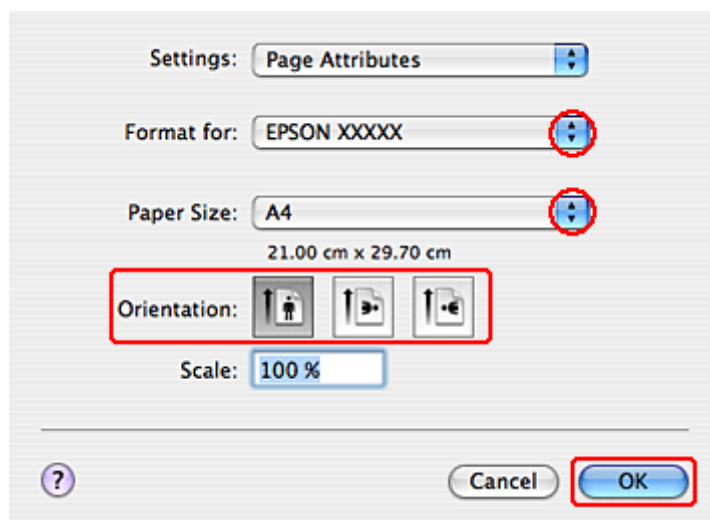 Settings: Page Attributes
Format for: EPSON XXXXX
Paper Size: A4
21.00 cm x 29.70 cm
Orientation:
Scale: 100 %
? Cancel OK